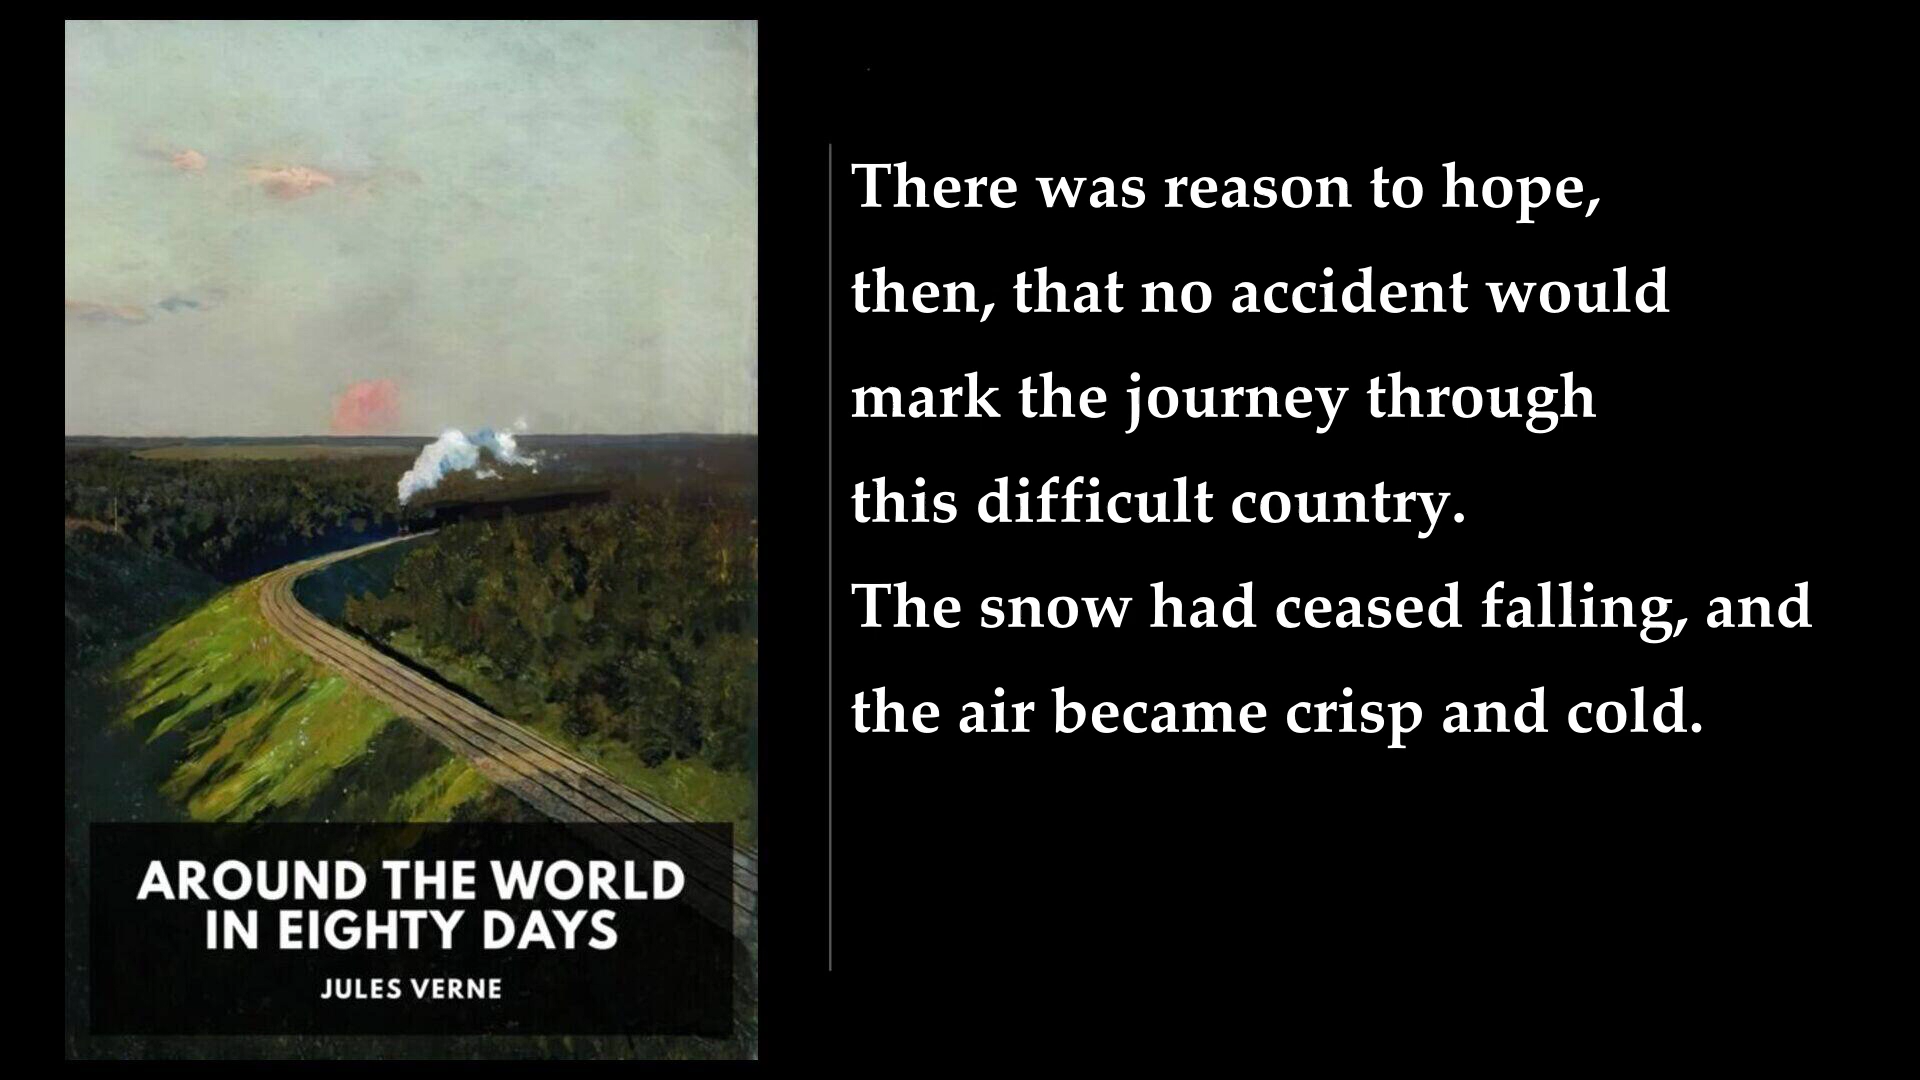 There was reason to hope,
then, that no accident would
mark the journey through
this difficult country.
The snow had ceased falling, and
the air became crisp and cold.
AROUND THE WORLD
IN EIGHTY DAYS
JULES VERNE